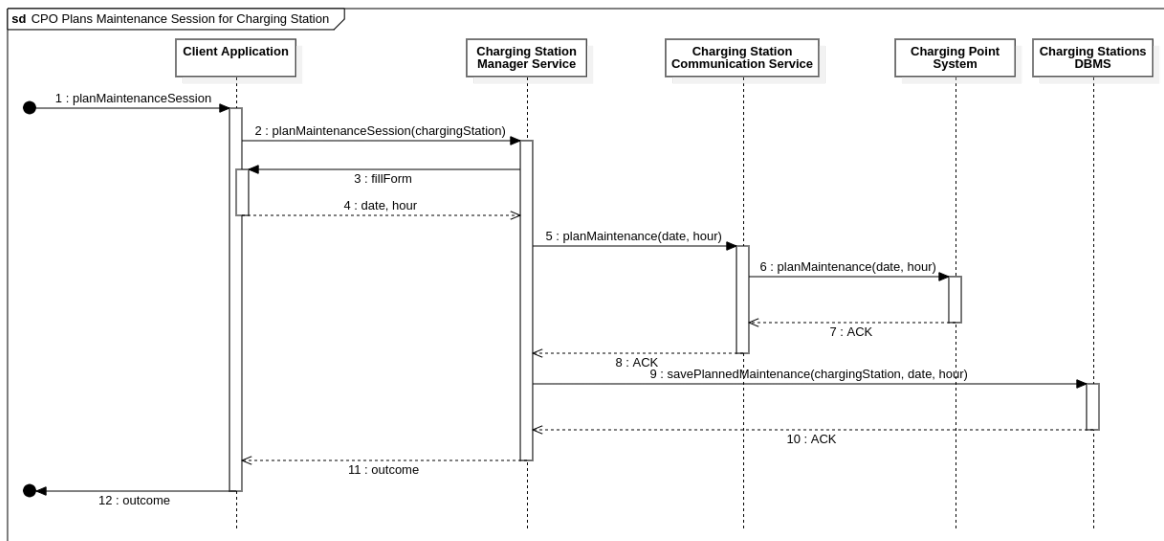 sd CPO Plans Maintenance Session for Charging Station
Client Application
Charging Station
Manager Service
Charging Station
Communication Service
Charging Point
System
Charging Stations
DBMS
1 : planMaintenanceSession
2 : planMaintenanceSession(chargingStation)
3 : fillForm
4 : date, hour
5 : planMaintenance(date, hour)
6 : planMaintenance(date, hour)
7 : ACK
8 : ACK
9 : savePlannedMaintenance(chargingStation, date, hour)
10 : ACK
11 : outcome
12 : outcome